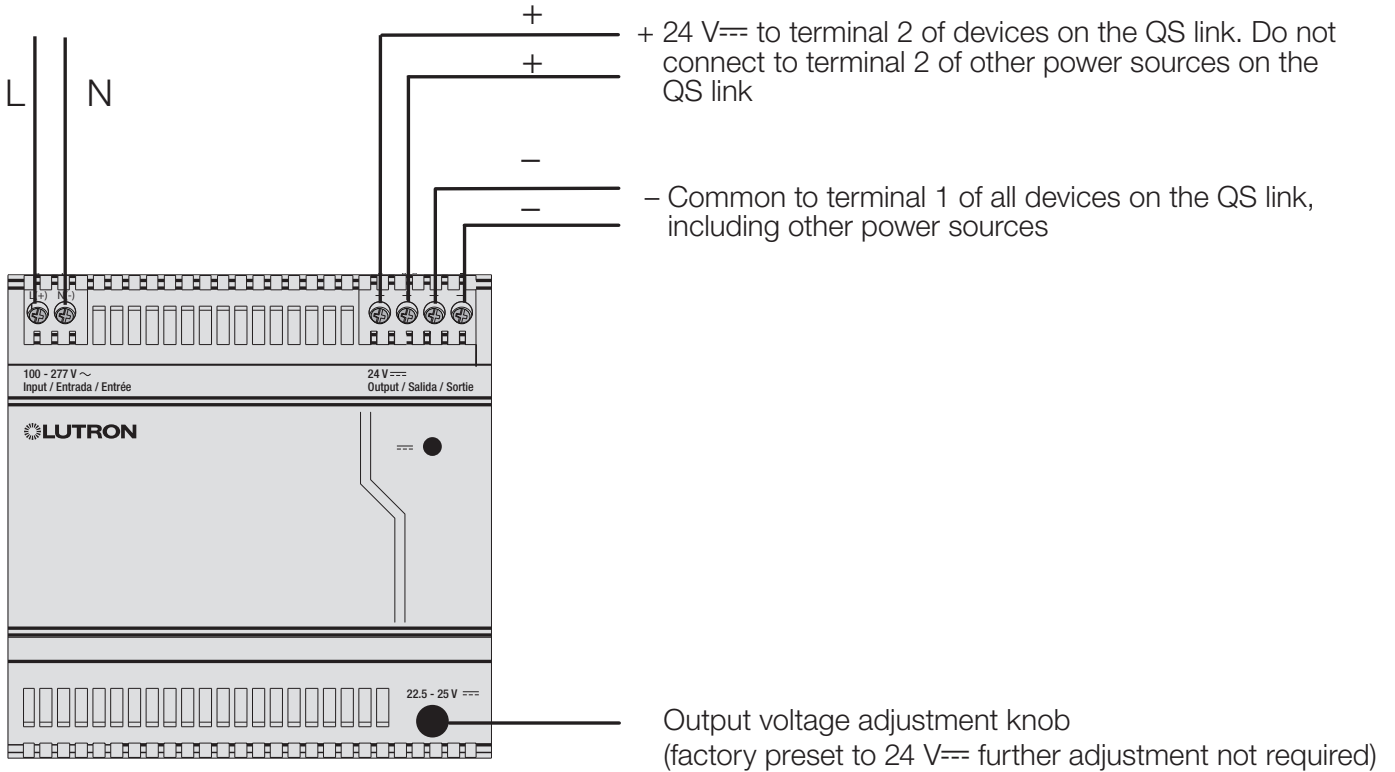 +
+ 24 V⎓ to terminal 2 of devices on the QS link. Do not
+
connect to terminal 2 of other power sources on the
QS link
L N
–
– Common to terminal 1 of all devices on the QS link,
–
including other power sources
L(+) N(-)
+ + – –
100 - 277 V ~
Input / Entrada / Entrée
24 V⎓
Output / Salida / Sortie
LUTRON
⎓
22.5 - 25 V ⎓
Output voltage adjustment knob
(factory preset to 24 V⎓ further adjustment not required)